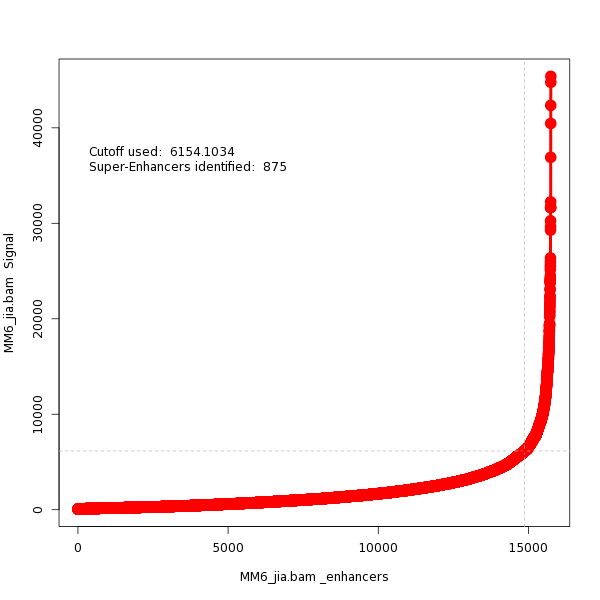 Cutoff used:  6154.1034
Super-Enhancers identified:  875
MM6_jia.bam  Signal
40000
30000
20000
10000
0
0 5000 10000 15000
MM6_jia.bam _enhancers